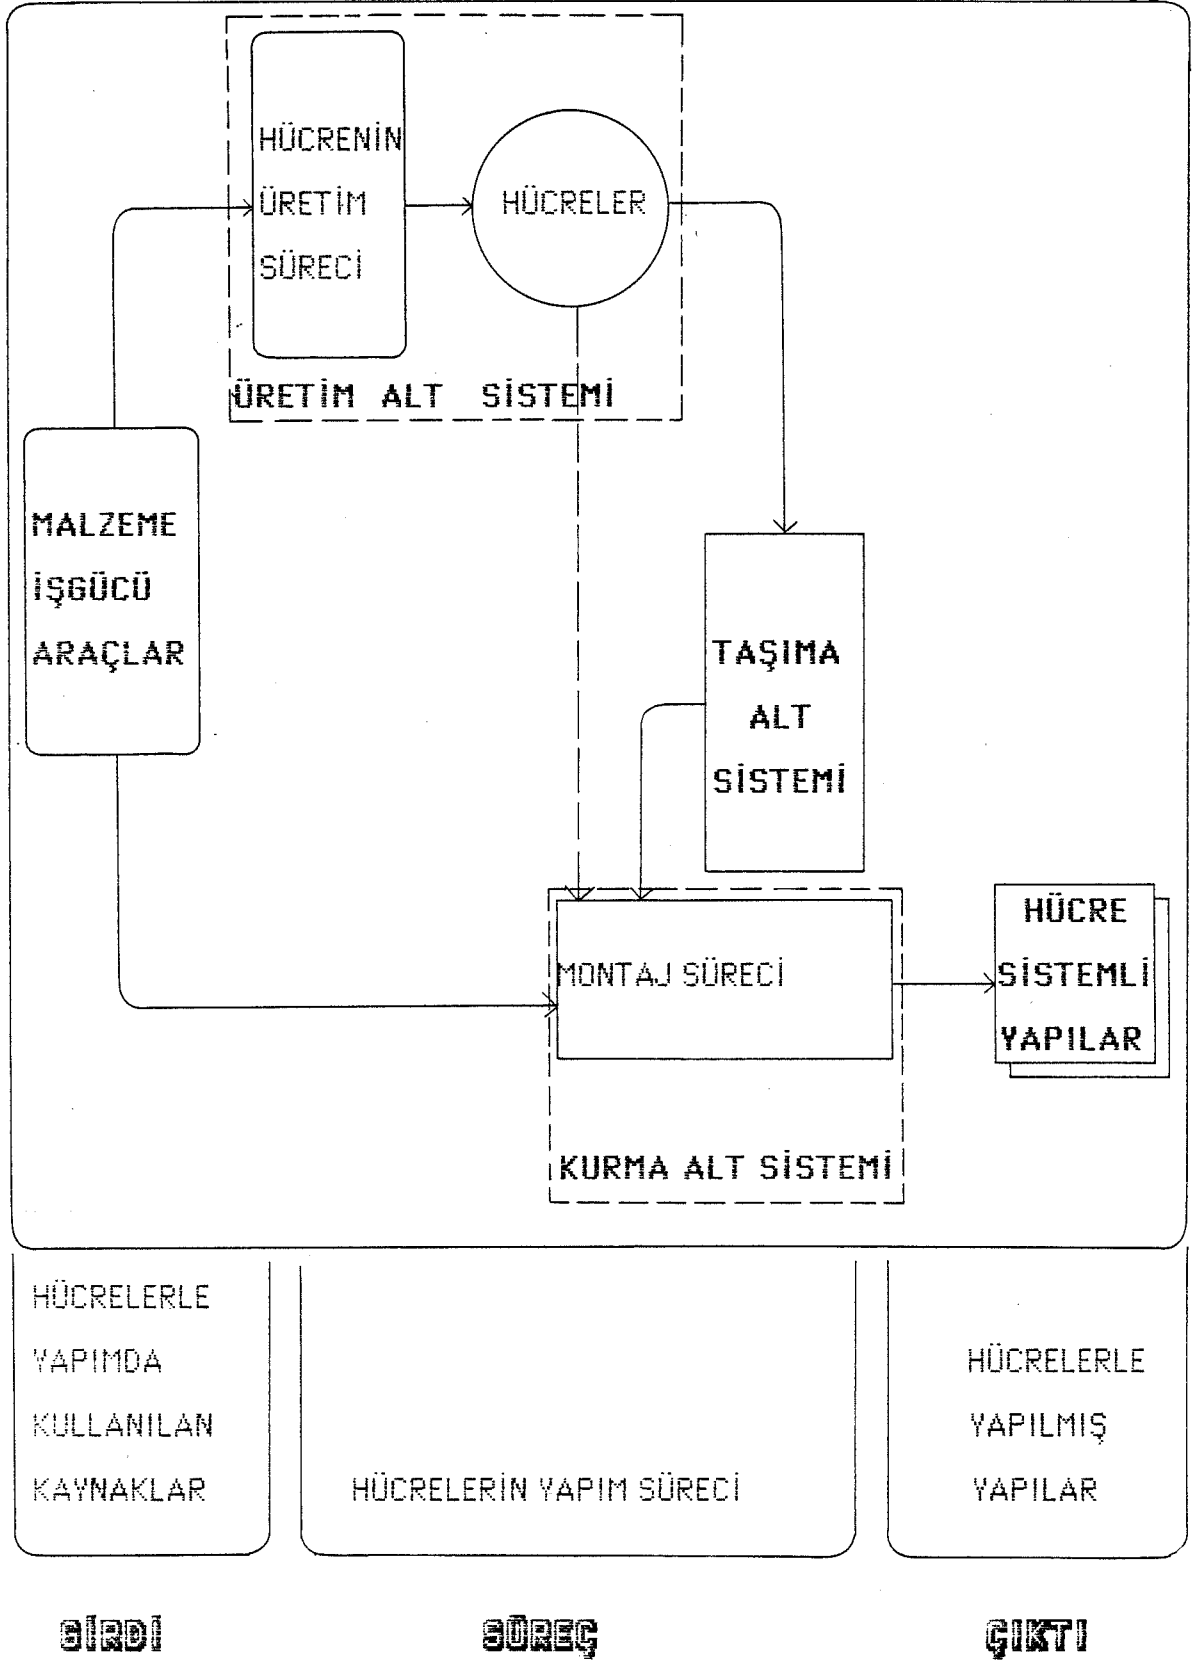 HÜCRENİN
ÜRETİM
SÜRECİ
HÜCRELER
ÜRETİM ALT SİSTEMİ
MALZEME
İŞGÜCÜ
ARAÇLAR
TAŞIMA
ALT
SİSTEMİ
MONTAJ SÜRECİ
KURMA ALT SİSTEMİ
HÜCRE
SİSTEMLİ
YAPILAR
HÜCRELERLE
YAPIMDA
KULLANILAN
KAYNAKLAR
HÜCRELERİN YAPIM SÜRECİ
HÜCRELERLE
YAPILMIŞ
YAPILAR
GİRDİ
SÜREÇ
ÇIKTI